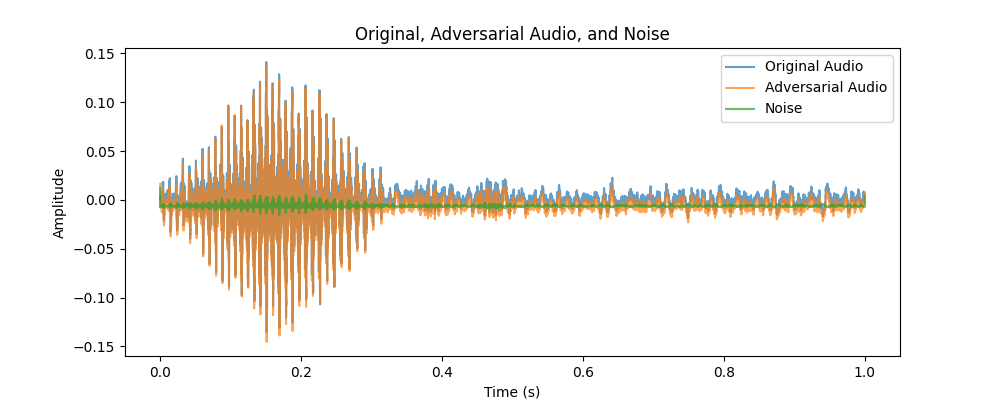 Original, Adversarial Audio, and Noise
Original Audio
Adversarial Audio
Noise
0.15
0.10
0.05
0.00
−0.05
−0.10
−0.15
Amplitude
0.0 0.2 0.4 0.6 0.8 1.0
Time (s)